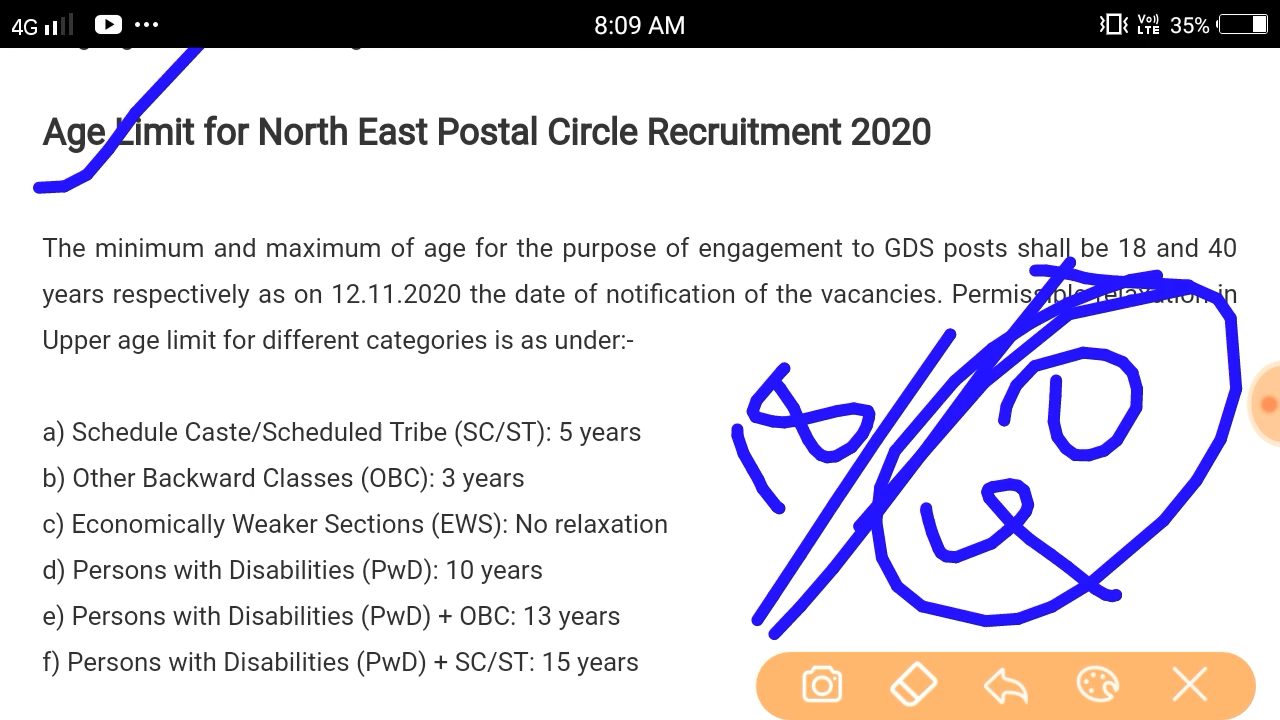 4G 8:09 AM Vo)) LTE 35%
Age Limit for North East Postal Circle Recruitment 2020
The minimum and maximum of age for the purpose of engagement to GDS posts shall be 18 and 40
years respectively as on 12.11.2020 the date of notification of the vacancies. Permissible relaxation in
Upper age limit for different categories is as under:-
18
a) Schedule Caste/Scheduled Tribe (SC/ST): 5 years
b) Other Backward Classes (OBC): 3 years
c) Economically Weaker Sections (EWS): No relaxation
d) Persons with Disabilities (PwD): 10 years
e) Persons with Disabilities (PwD) + OBC: 13 years
f) Persons with Disabilities (PwD) + SC/ST: 15 years